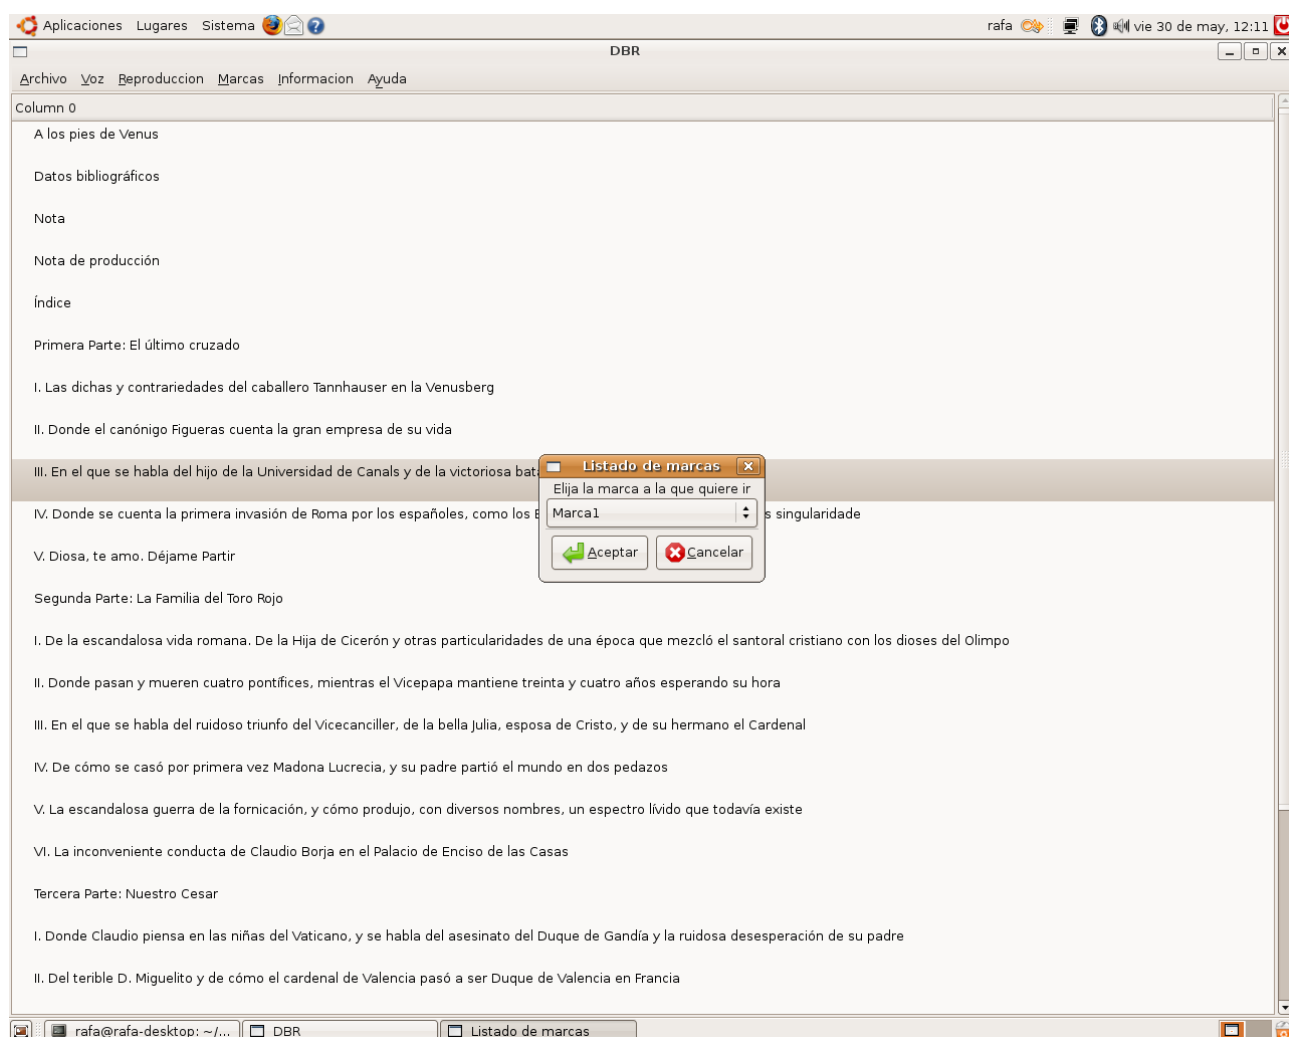 Aplicaciones Lugares Sistema rafa vie 30 de may, 12:11
DBR
Archivo Voz Reproduccion Marcas Informacion Ayuda
Column 0
A los pies de Venus
Datos bibliográficos
Nota
Nota de producción
Índice
Primera Parte: El último cruzado
I. Las dichas y contrariedades del caballero Tannhauser en la Venusberg
II. Donde el canónigo Figueras cuenta la gran empresa de su vida
III. En el que se habla del hijo de la Universidad de Canals y de la victoriosa
Listado de marcas
Elija la marca a la que quiere ir
Marca1
Aceptar Cancelar
IV. Donde se cuenta la primera invasión de Roma por los españoles, como los singularidade
V. Diosa, te amo. Déjame Partir
Segunda Parte: La Familia del Toro Rojo
I. De la escandalosa vida romana. De la Hija de Cicerón y otras particularidades de una época que mezcló el santoral cristiano con los dioses del Olimpo
II. Donde pasan y mueren cuatro pontífices, mientras el Vicepapa mantiene treinta y cuatro años esperando su hora
III. En el que se habla del ruidoso triunfo del Vicecanciller, de la bella Julia, esposa de Cristo, y de su hermano el Cardenal
IV. De cómo se casó por primera vez Madona Lucrecia, y su padre partió el mundo en dos pedazos
V. La escandalosa guerra de la fornicación, y cómo produjo, con diversos nombres, un espectro lívido que todavía existe
VI. La inconveniente conducta de Claudio Borja en el Palacio de Enciso de las Casas
Tercera Parte: Nuestro Cesar
I. Donde Claudio piensa en las niñas del Vaticano, y se habla del asesinato del Duque de Gandía y la ruidosa desesperación de su padre
II. Del terible D. Miguelito y de cómo el cardenal de Valencia pasó a ser Duque de Valencia en Francia
rafa@rafa-desktop: ~/... DBR Listado de marcas